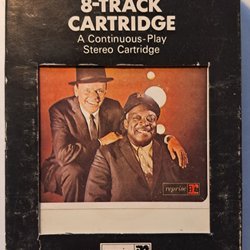 8-TRACK
CARTRIDGE
A Continuous-Play
Stereo Cartridge
reprise